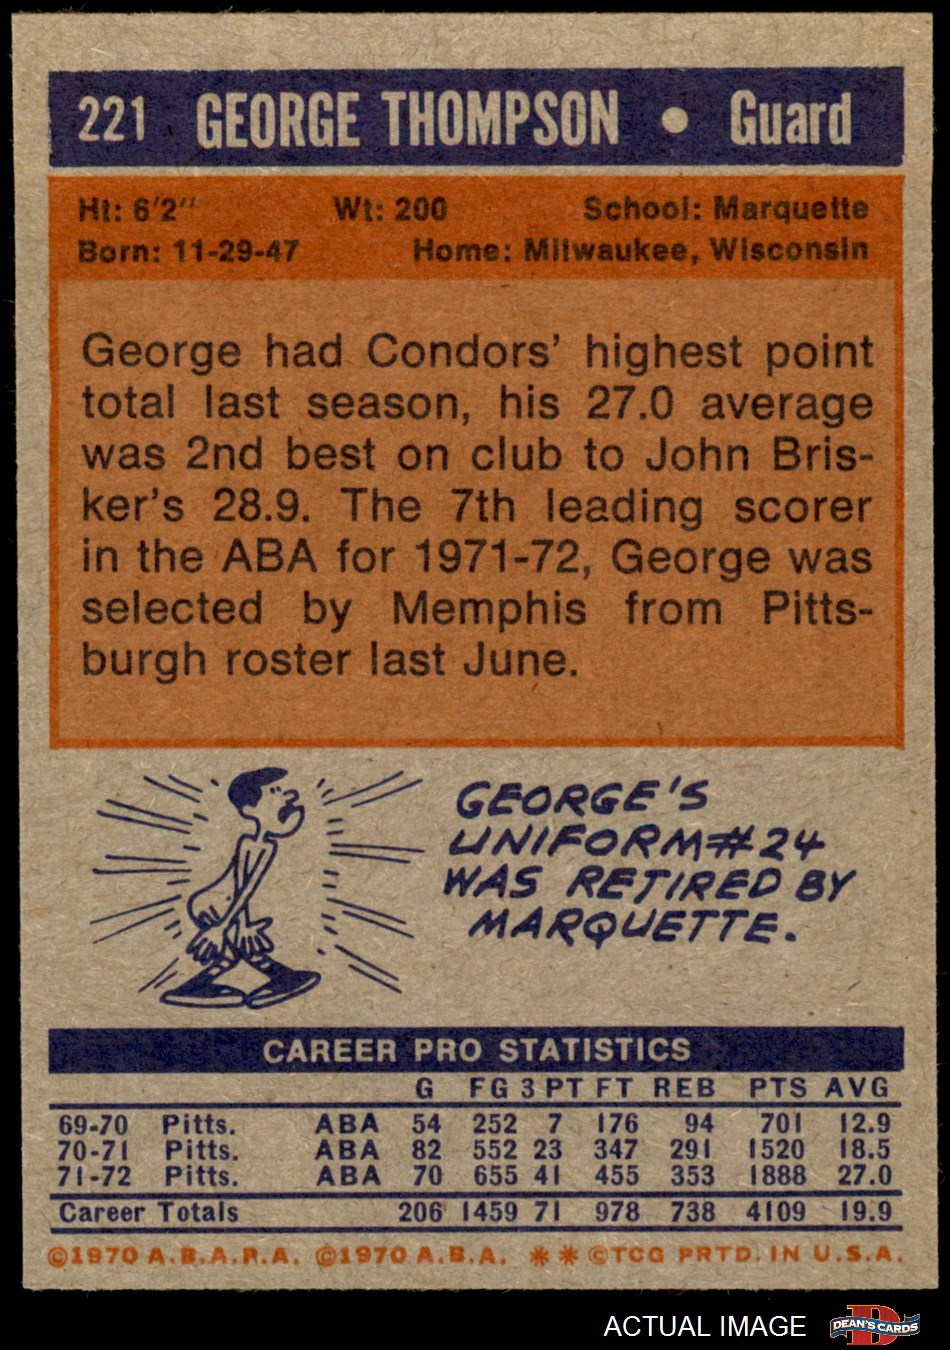 221 GEORGE THOMPSON • Guard
Ht: 6'2" Wt: 200 School: Marquette
Born: 11-29-47 Home: Milwaukee, Wisconsin
George had Condors' highest point
total last season, his 27.0 average
was 2nd best on club to John Bris-
ker's 28.9. The 7th leading scorer
in the ABA for 1971-72, George was
selected by Memphis from Pitts-
burgh roster last June.
GEORGE'S
UNIFORM #24
WAS RETIRED BY
MARQUETTE.
CAREER PRO STATISTICS
G FG 3 PT FT REB PTS AVG
69-70 Pitts. ABA 54 252 7 176 94 701 12.9
70-71 Pitts. ABA 82 552 23 347 291 1520 18.5
71-72 Pitts. ABA 70 655 41 455 353 1888 27.0
Career Totals 206 1459 71 978 738 4109 19.9
©1970 A.B.A.P.A. ©1970 A.B.A. ** ©TCG PRTD. IN U.S.A.
ACTUAL IMAGE D DEAN'S CARDS